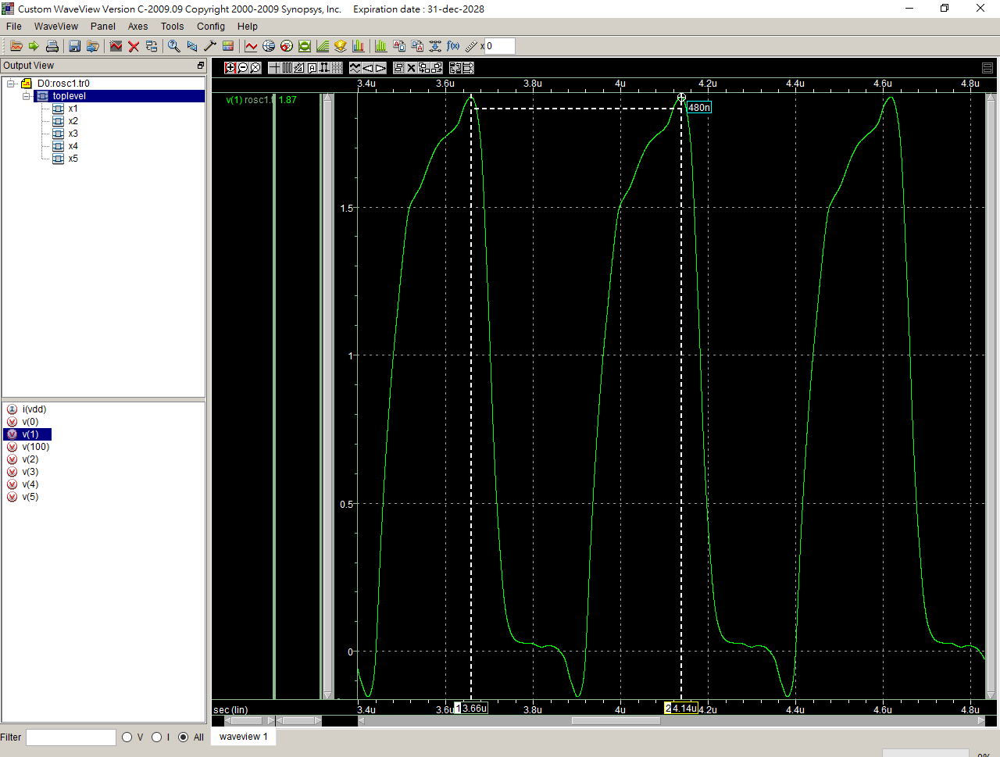 Custom WaveView Version C-2009.09 Copyright 2000-2009 Synopsys, Inc. Expiration date : 31-dec-2028
File WaveView Panel Axes Tools Config Help
x 0
Output View
D0:rosc1.tr0
toplevel
x1
x2
x3
x4
x5
3.4u 3.6u 3.8u 4u 4.2u 4.4u 4.6u 4.8u
v(1) rosc1. 1.87
480n
1.5
1
0.5
0
i(vdd)
v(0)
v(1)
v(100)
v(2)
v(3)
v(4)
v(5)
sec (lin) 3.4u 3.6u 1 3.66u 3.8u 4u 2 4.14u 4.2u 4.4u 4.6u 4.8u
Filter V I All
waveview 1